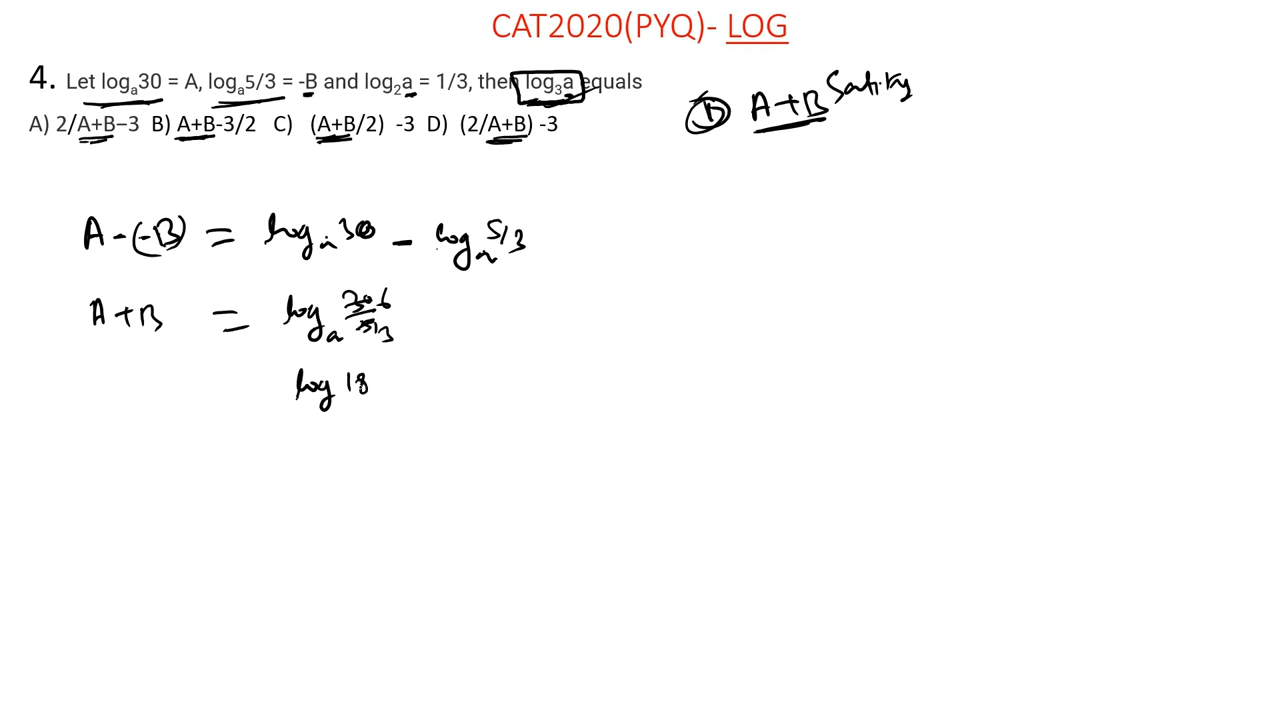 CAT2020(PYQ)- LOG
4. Let logₐ30 = A, logₐ5/3 = -B and log₂a = 1/3, then log₃a equals
A) 2/A+B−3 B) A+B-3/2 C) (A+B/2) -3 D) (2/A+B) -3
A+B
A - (-B) = logₐ 30 - logₐ 5/3
A+B = logₐ 30 6 / 5/3
log 18